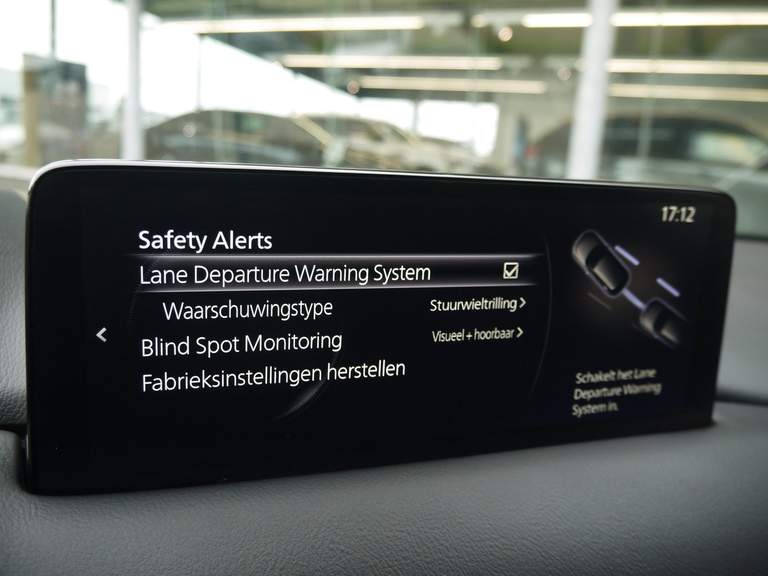 17:12
Safety Alerts
Lane Departure Warning System
Waarschuwingstype Stuurwieltrilling >
Blind Spot Monitoring Visueel + hoorbaar >
Fabrieksinstellingen herstellen
Schakelt het Lane
Departure Warning
System in.